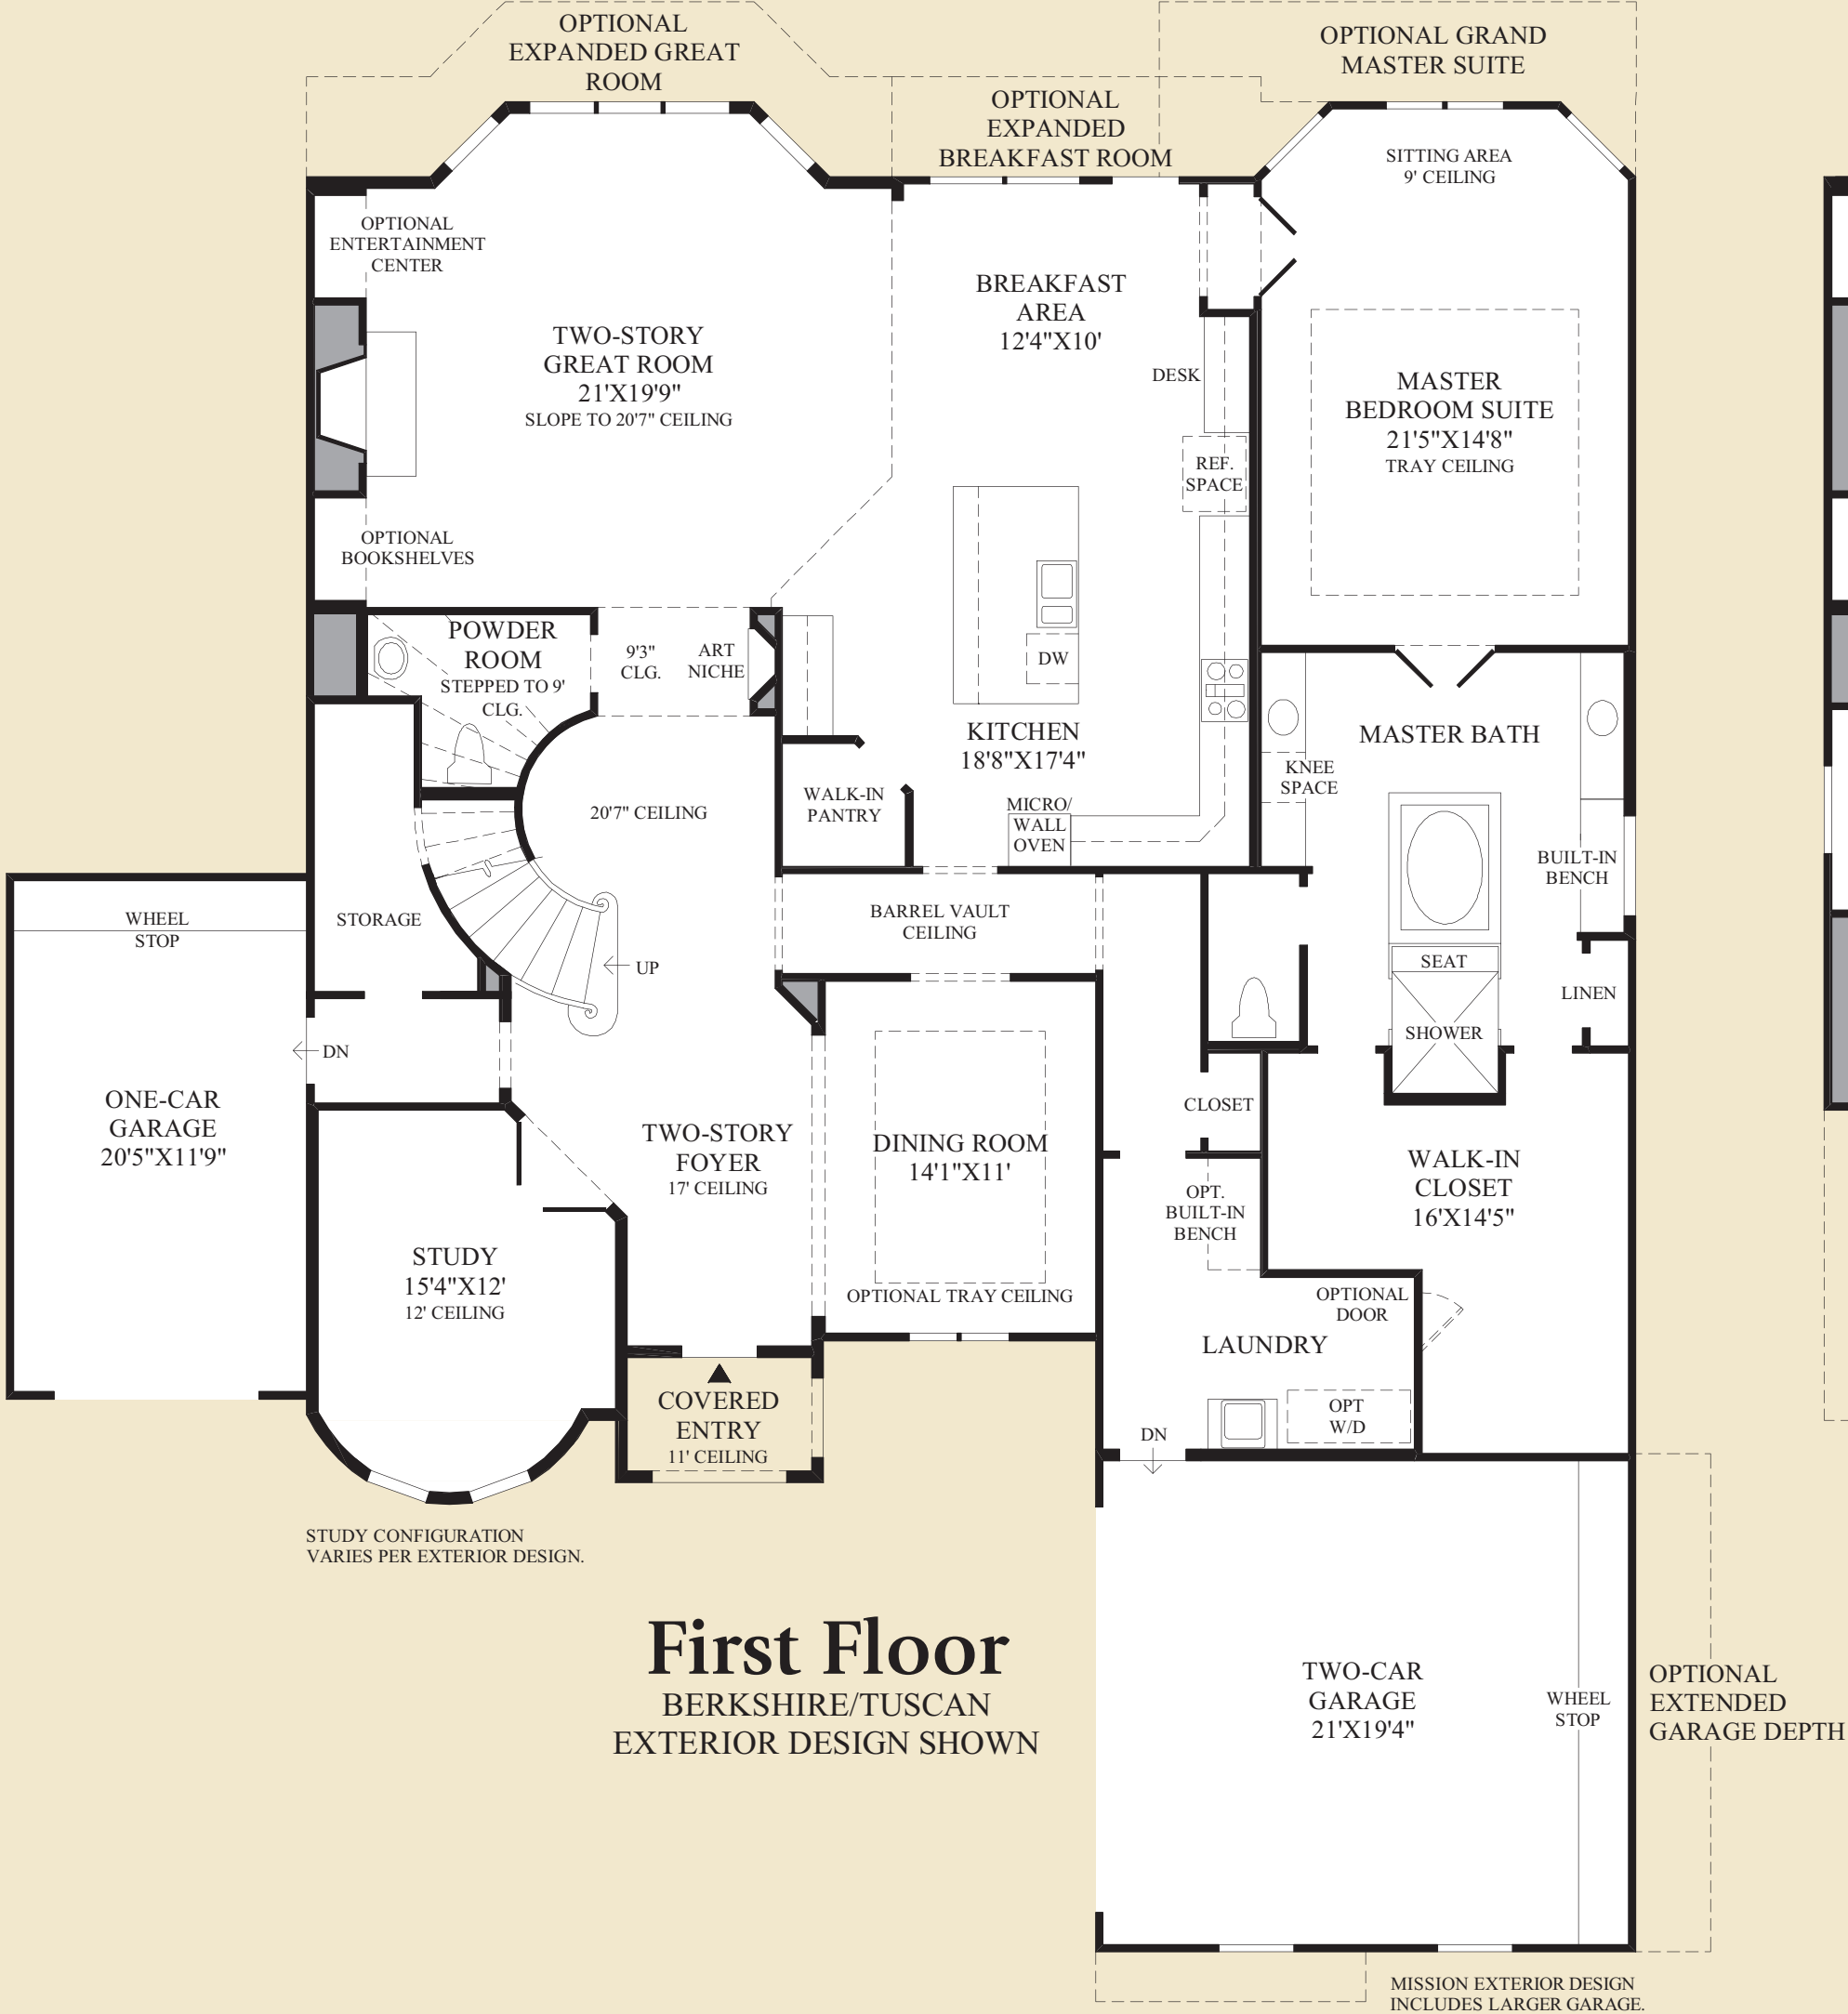 OPTIONAL
EXPANDED GREAT
ROOM
OPTIONAL
EXPANDED
BREAKFAST ROOM
OPTIONAL GRAND
MASTER SUITE
SITTING AREA
9' CEILING
OPTIONAL
ENTERTAINMENT
CENTER
TWO-STORY
GREAT ROOM
21'X19'9"
SLOPE TO 20'7" CEILING
BREAKFAST
AREA
12'4"X10'
DESK
MASTER
BEDROOM SUITE
21'5"X14'8"
TRAY CEILING
REF.
SPACE
OPTIONAL
BOOKSHELVES
POWDER
ROOM
STEPPED TO 9'
CLG.
9'3"
CLG.
ART
NICHE
DW
KITCHEN
18'8"X17'4"
MASTER BATH
KNEE
SPACE
WALK-IN
PANTRY
MICRO/
WALL
OVEN
20'7" CEILING
BUILT-IN
BENCH
WHEEL
STOP
STORAGE
UP
BARREL VAULT
CEILING
SEAT
LINEN
SHOWER
DN
ONE-CAR
GARAGE
20'5"X11'9"
TWO-STORY
FOYER
17' CEILING
DINING ROOM
14'1"X11'
OPTIONAL TRAY CEILING
CLOSET
OPT.
BUILT-IN
BENCH
WALK-IN
CLOSET
16'X14'5"
STUDY
15'4"X12'
12' CEILING
OPTIONAL
DOOR
LAUNDRY
OPT
W/D
DN
COVERED
ENTRY
11' CEILING
STUDY CONFIGURATION
VARIES PER EXTERIOR DESIGN.
First Floor
BERKSHIRE/TUSCAN
EXTERIOR DESIGN SHOWN
TWO-CAR
GARAGE
21'X19'4"
WHEEL
STOP
OPTIONAL
EXTENDED
GARAGE DEPTH
MISSION EXTERIOR DESIGN
INCLUDES LARGER GARAGE.